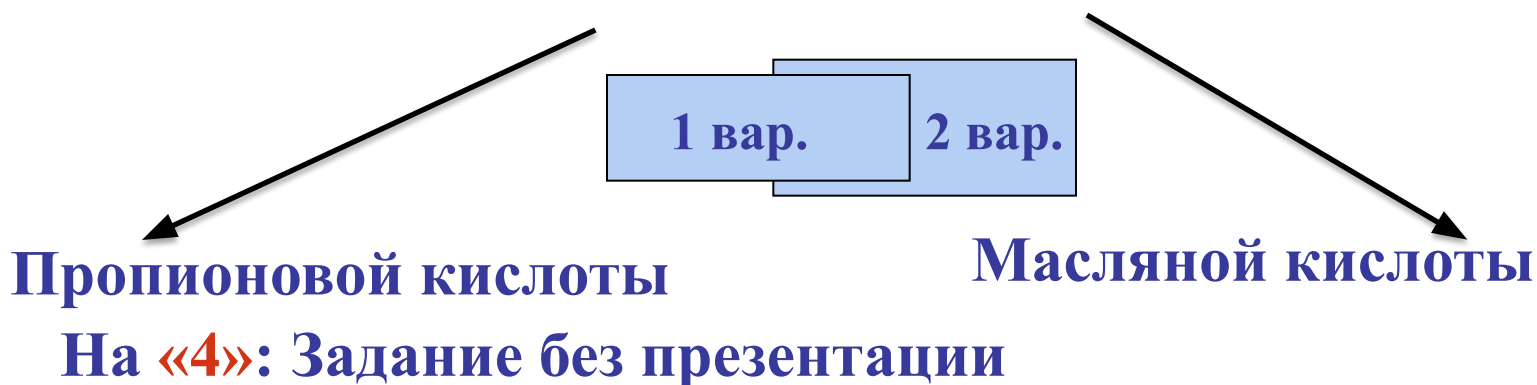 1 вар. 2 вар.
Пропионовой кислоты Масляной кислоты
На «4»: Задание без презентации